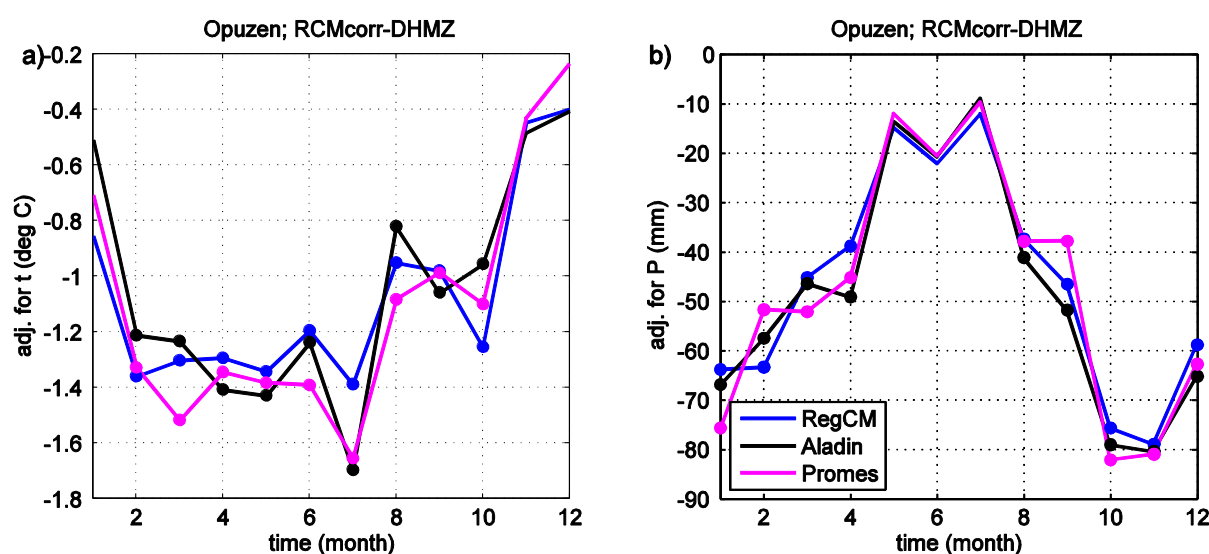 Opuzen; RCMcorr-DHMZ
a)
-0.2
-0.4
-0.6
-0.8
-1
-1.2
-1.4
-1.6
-1.8
adj. for t (deg C)
2 4 6 8 10 12
time (month)
Opuzen; RCMcorr-DHMZ
b)
0
-10
-20
-30
-40
-50
-60
-70
-80
-90
adj. for P (mm)
RegCM
Aladin
Promes
2 4 6 8 10 12
time (month)